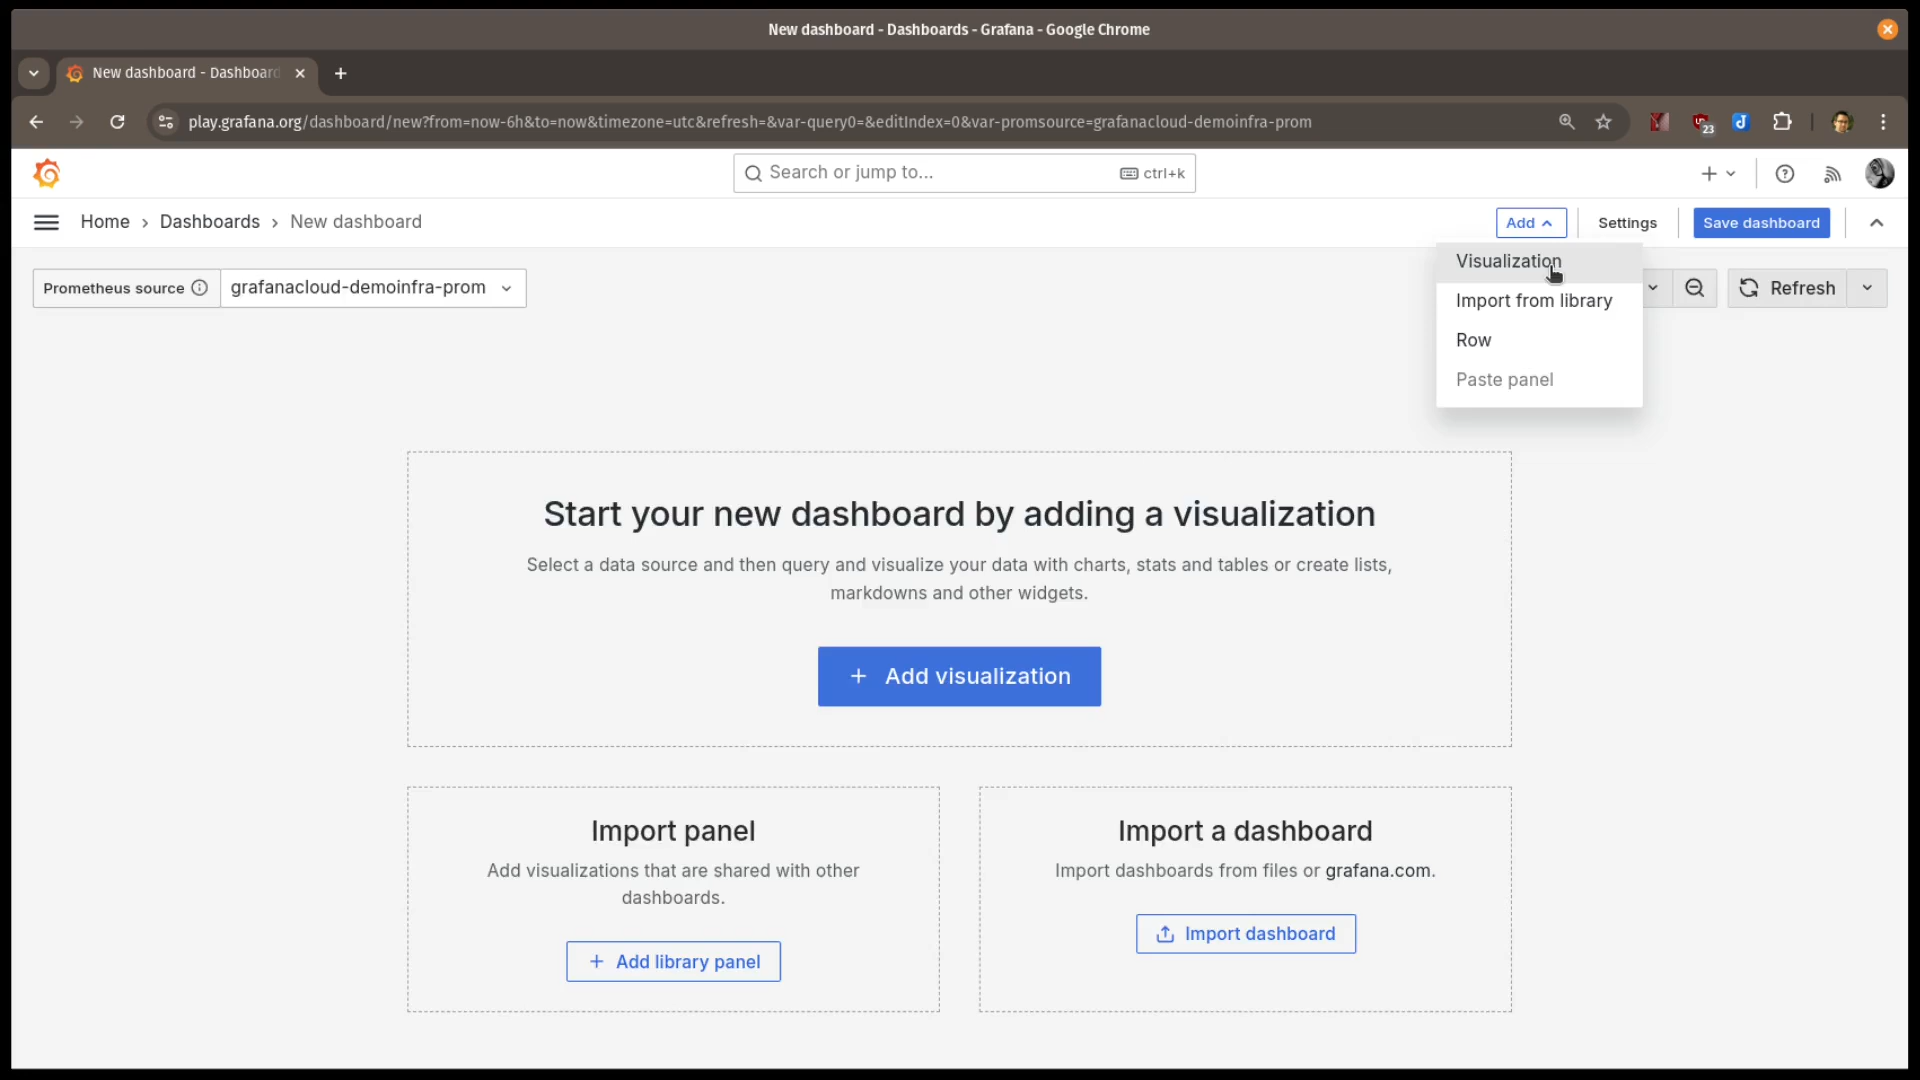 New dashboard - Dashboards - Grafana - Google Chrome
New dashboard - Dashboard
play.grafana.org/dashboard/new?from=now-6h&to=now&timezone=utc&refresh=&var-query0=&editIndex=0&var-promsource=grafanacloud-demoinfra-prom
23
Search or jump to...
ctrl+k
Home › Dashboards › New dashboard
Add
Settings
Save dashboard
Prometheus source
grafanacloud-demoinfra-prom
Refresh
Visualization
Import from library
Row
Paste panel
Start your new dashboard by adding a visualization
Select a data source and then query and visualize your data with charts, stats and tables or create lists,
markdowns and other widgets.
+ Add visualization
Import panel
Add visualizations that are shared with other
dashboards.
+ Add library panel
Import a dashboard
Import dashboards from files or grafana.com.
Import dashboard